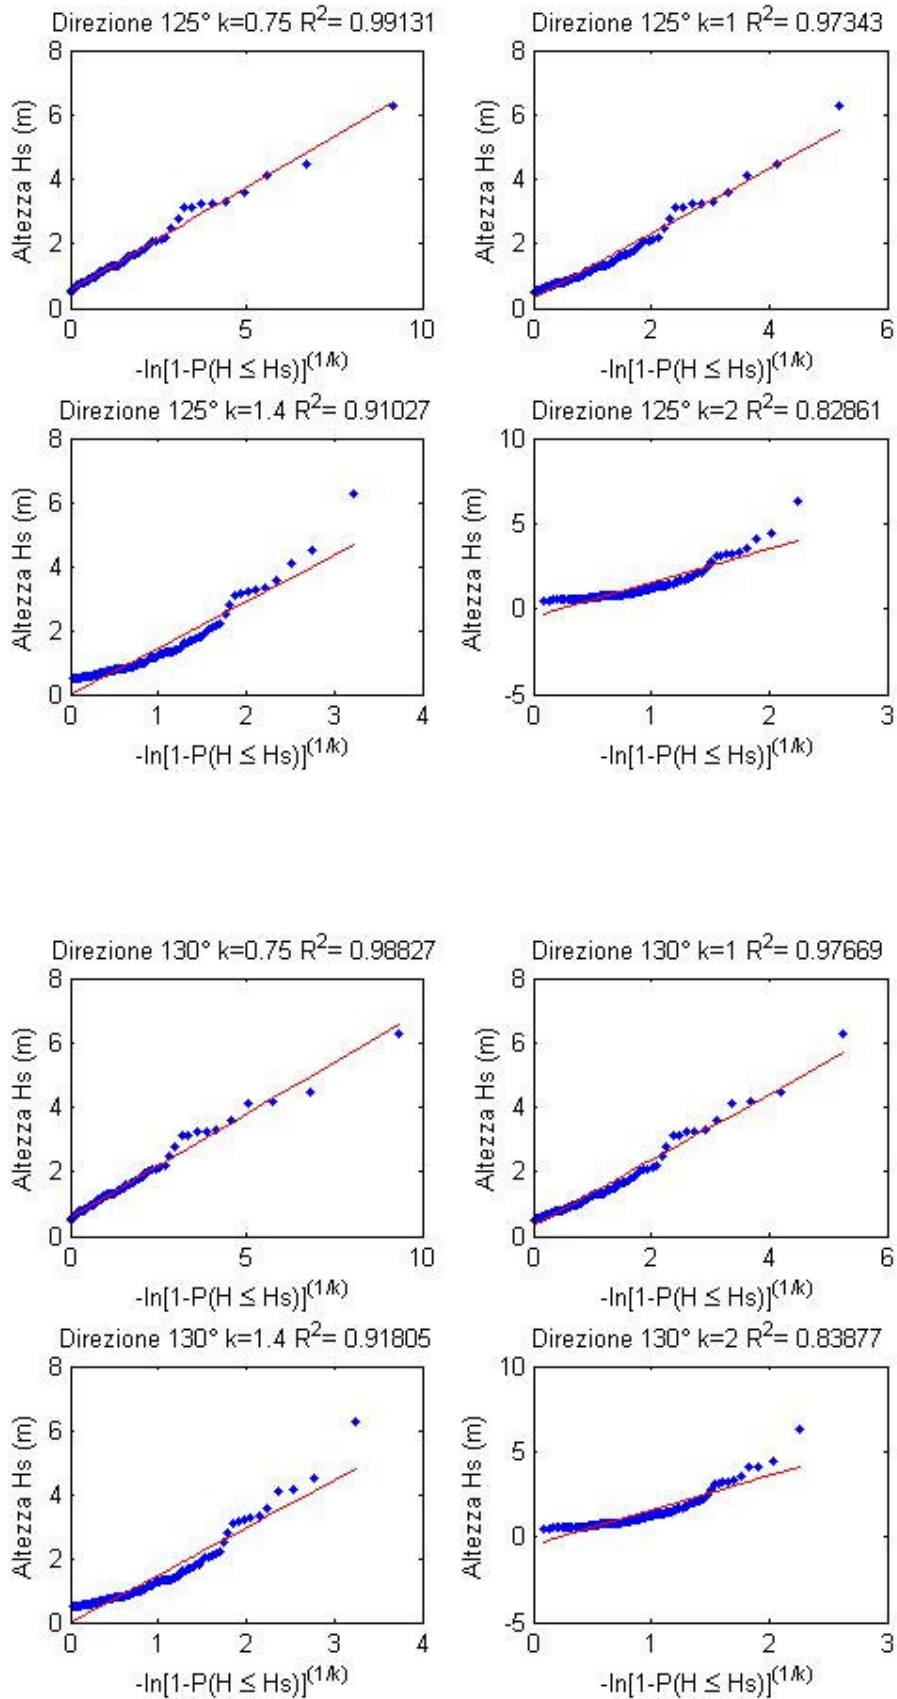 Direzione 125° k=0.75 R²= 0.99131
Altezza Hs (m)
8
6
4
2
0
0 5 10
-ln[1-P(H ≤ Hs)]^(1/k)
Direzione 125° k=1 R²= 0.97343
Altezza Hs (m)
8
6
4
2
0
0 2 4 6
-ln[1-P(H ≤ Hs)]^(1/k)
Direzione 125° k=1.4 R²= 0.91027
Altezza Hs (m)
8
6
4
2
0
0 1 2 3 4
-ln[1-P(H ≤ Hs)]^(1/k)
Direzione 125° k=2 R²= 0.82861
Altezza Hs (m)
10
5
0
-5
0 1 2 3
-ln[1-P(H ≤ Hs)]^(1/k)
Direzione 130° k=0.75 R²= 0.98827
Altezza Hs (m)
8
6
4
2
0
0 5 10
-ln[1-P(H ≤ Hs)]^(1/k)
Direzione 130° k=1 R²= 0.97669
Altezza Hs (m)
8
6
4
2
0
0 2 4 6
-ln[1-P(H ≤ Hs)]^(1/k)
Direzione 130° k=1.4 R²= 0.91805
Altezza Hs (m)
8
6
4
2
0
0 1 2 3 4
-ln[1-P(H ≤ Hs)]^(1/k)
Direzione 130° k=2 R²= 0.83877
Altezza Hs (m)
10
5
0
-5
0 1 2 3
-ln[1-P(H ≤ Hs)]^(1/k)